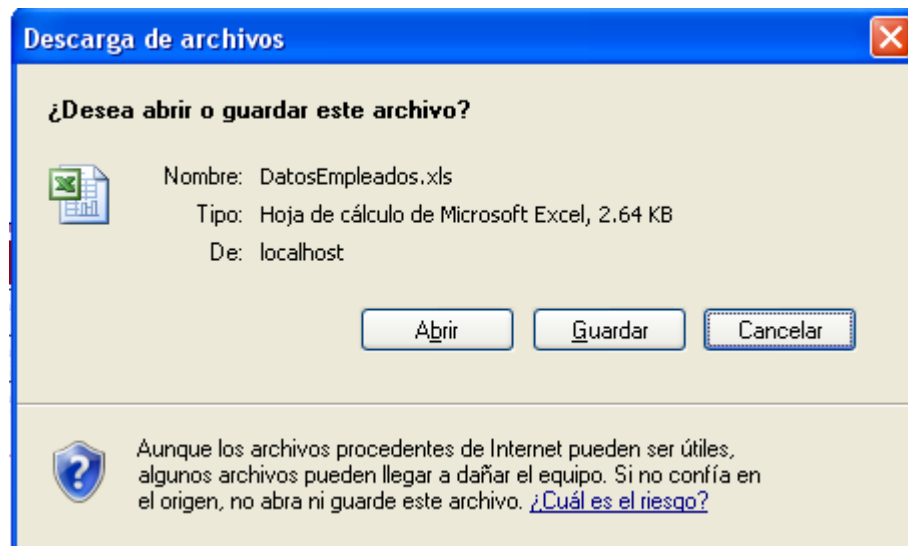 Descarga de archivos
¿Desea abrir o guardar este archivo?
Nombre: DatosEmpleados.xls
Tipo: Hoja de cálculo de Microsoft Excel, 2.64 KB
De: localhost
Abrir Guardar Cancelar
Aunque los archivos procedentes de Internet pueden ser útiles,
algunos archivos pueden llegar a dañar el equipo. Si no confía en
el origen, no abra ni guarde este archivo. ¿Cuál es el riesgo?